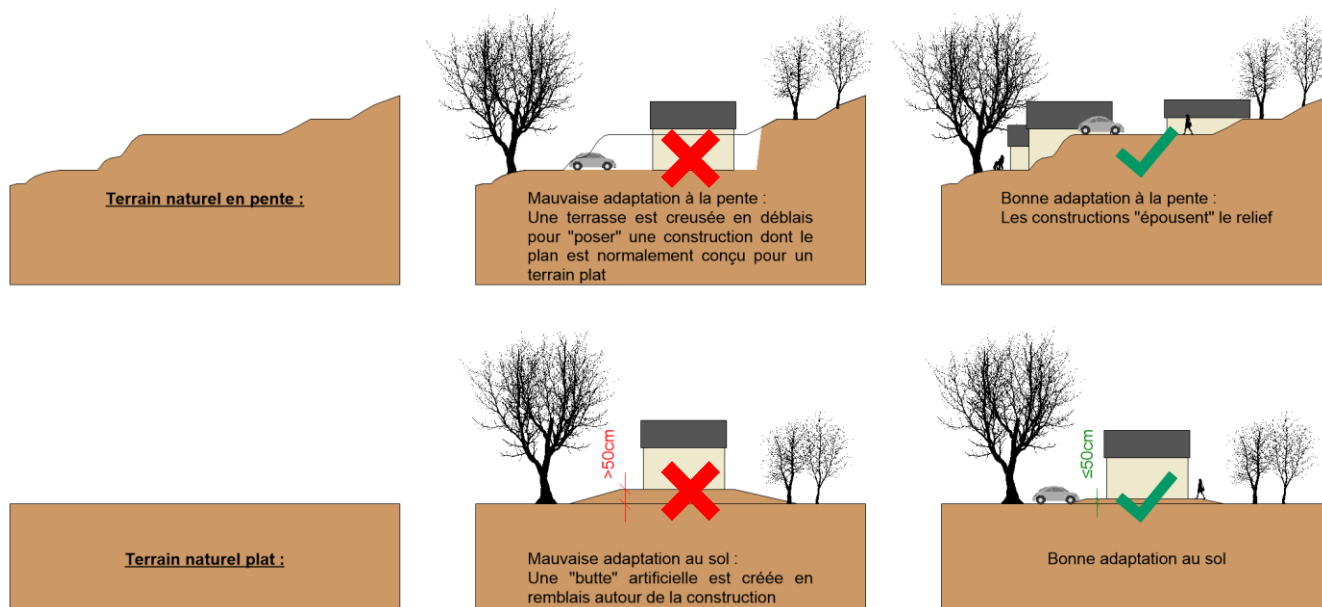 Terrain naturel en pente :
Mauvaise adaptation à la pente :
Une terrasse est creusée en déblais
pour "poser" une construction dont le
plan est normalement conçu pour un
terrain plat
Bonne adaptation à la pente :
Les constructions "épousent" le relief
Terrain naturel plat :
>50cm
Mauvaise adaptation au sol :
Une "butte" artificielle est créée en
remblais autour de la construction
≤50cm
Bonne adaptation au sol